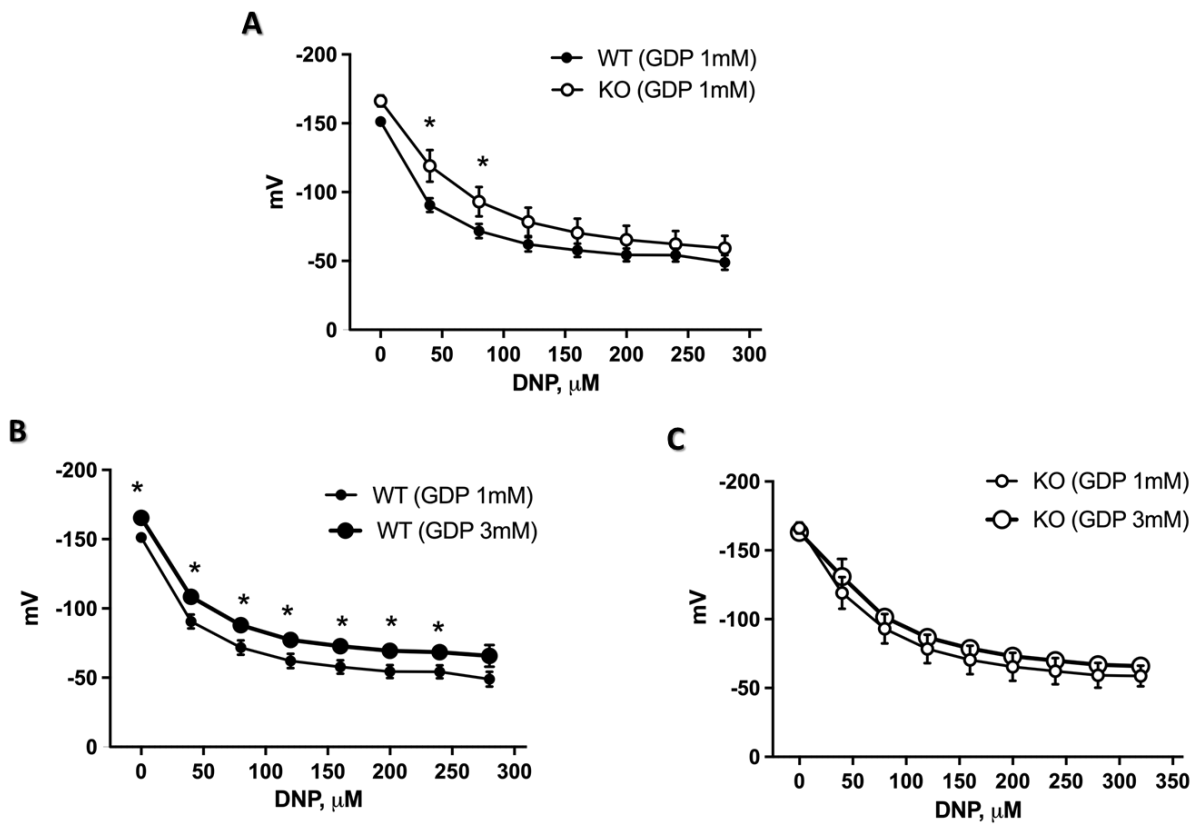 A
WT (GDP 1mM)
KO (GDP 1mM)
-200
-150
-100
-50
0
mV
* *
0 50 100 150 200 250 300
DNP, μM
B
WT (GDP 1mM)
WT (GDP 3mM)
-200
-150
-100
-50
0
mV
* * * * * * *
0 50 100 150 200 250 300
DNP, μM
C
KO (GDP 1mM)
KO (GDP 3mM)
-200
-150
-100
-50
0
mV
0 50 100 150 200 250 300 350
DNP, μM